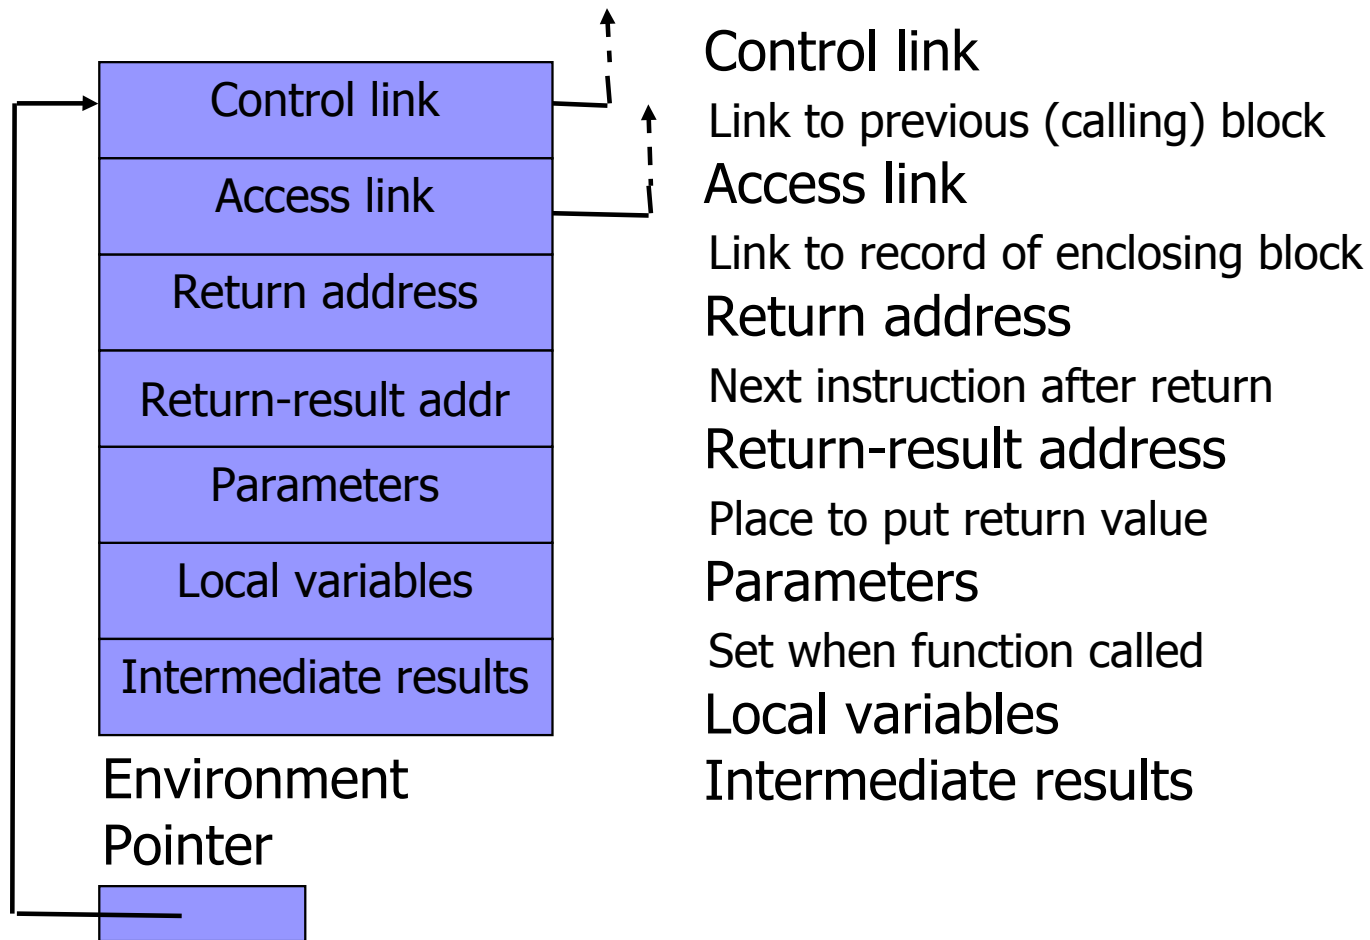 Control link
Access link
Return address
Return-result addr
Parameters
Local variables
Intermediate results
Environment
Pointer
Control link
Link to previous (calling) block
Access link
Link to record of enclosing block
Return address
Next instruction after return
Return-result address
Place to put return value
Parameters
Set when function called
Local variables
Intermediate results